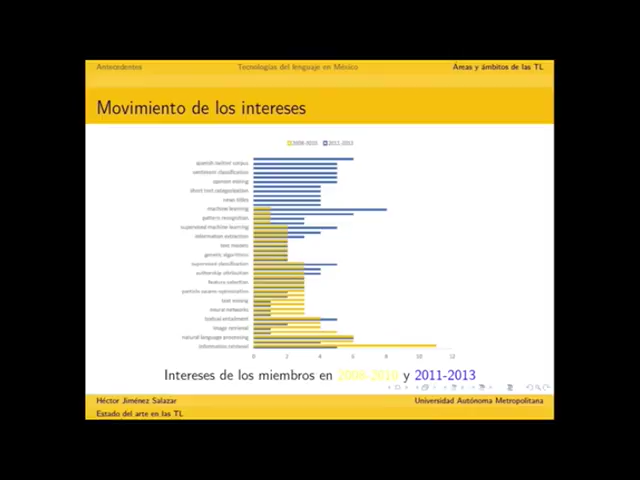 Antecedentes Tecnologías del lenguaje en México Áreas y ámbitos de las TL
Movimiento de los intereses
2006-2010 2011-2013
spanish twitter corpus
sentiment classification
opinion mining
short text categorization
news titles
machine learning
pattern recognition
supervised machine learning
information extraction
text models
genetic algorithms
supervised classification
authorship attribution
feature selection
particle swarm optimization
text mining
neural networks
textual entailment
image retrieval
natural language processing
information retrieval
0 2 4 6 8 10 12
Intereses de los miembros en 2006-2010 y 2011-2013
Héctor Jiménez Salazar Universidad Autónoma Metropolitana
Estado del arte en las TL